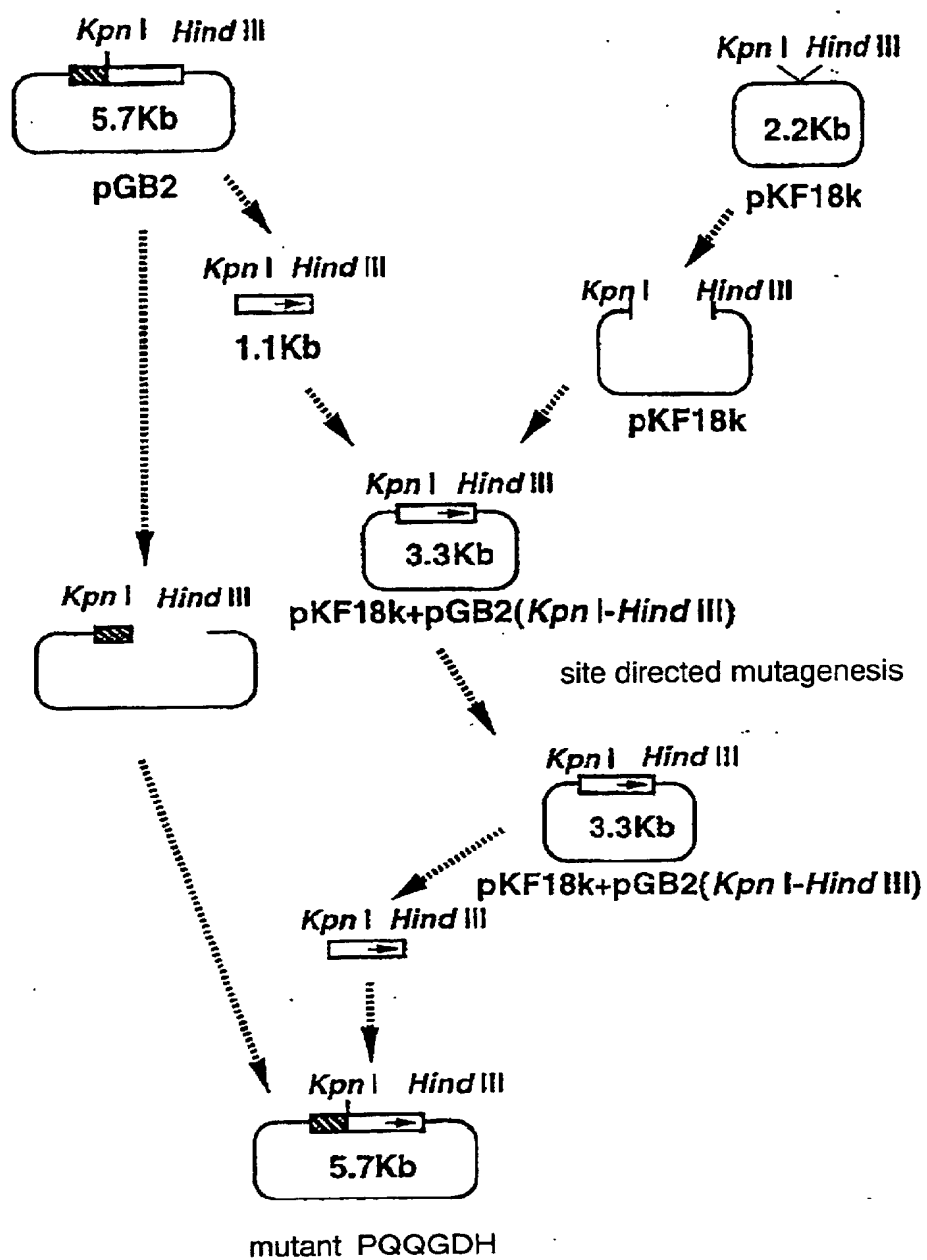 Kpn I Hind III
5.7Kb
pGB2
Kpn I Hind III
2.2Kb
pKF18k
Kpn I Hind III
1.1Kb
Kpn I Hind III
pKF18k
Kpn I Hind III
3.3Kb
pKF18k+pGB2(Kpn I-Hind III)
Kpn I Hind III
site directed mutagenesis
Kpn I Hind III
3.3Kb
pKF18k+pGB2(Kpn I-Hind III)
Kpn I Hind III
Kpn I Hind III
5.7Kb
mutant PQQGDH